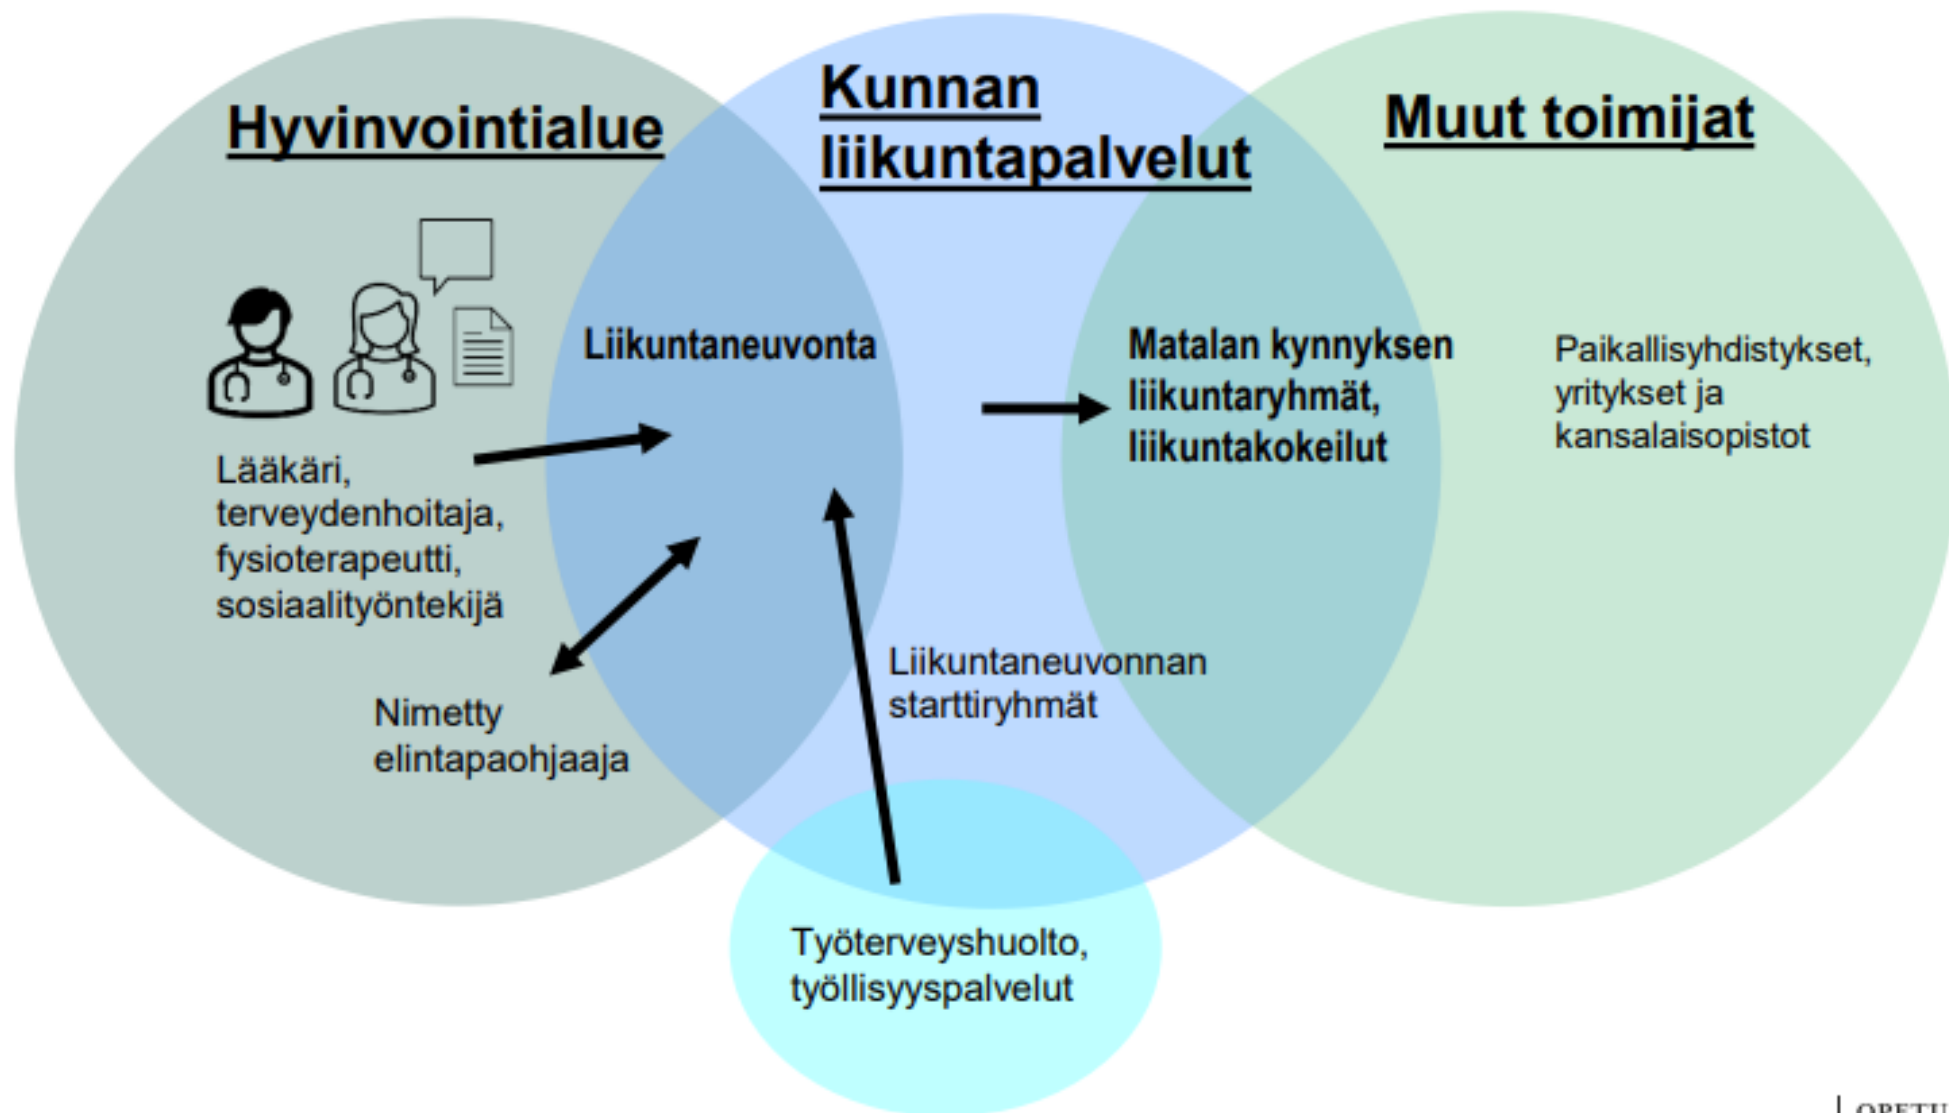 Hyvinvointialue
Kunnan
liikuntapalvelut
Muut toimijat
Liikuntaneuvonta
Matalan kynnyksen
liikuntaryhmät,
liikuntakokeilut
Paikallisyhdistykset,
yritykset ja
kansalaisopistot
Lääkäri,
terveydenhoitaja,
fysioterapeutti,
sosiaalityöntekijä
Nimetty
elintapaohjaaja
Liikuntaneuvonnan
starttiryhmät
Työterveyshuolto,
työllisyyspalvelut